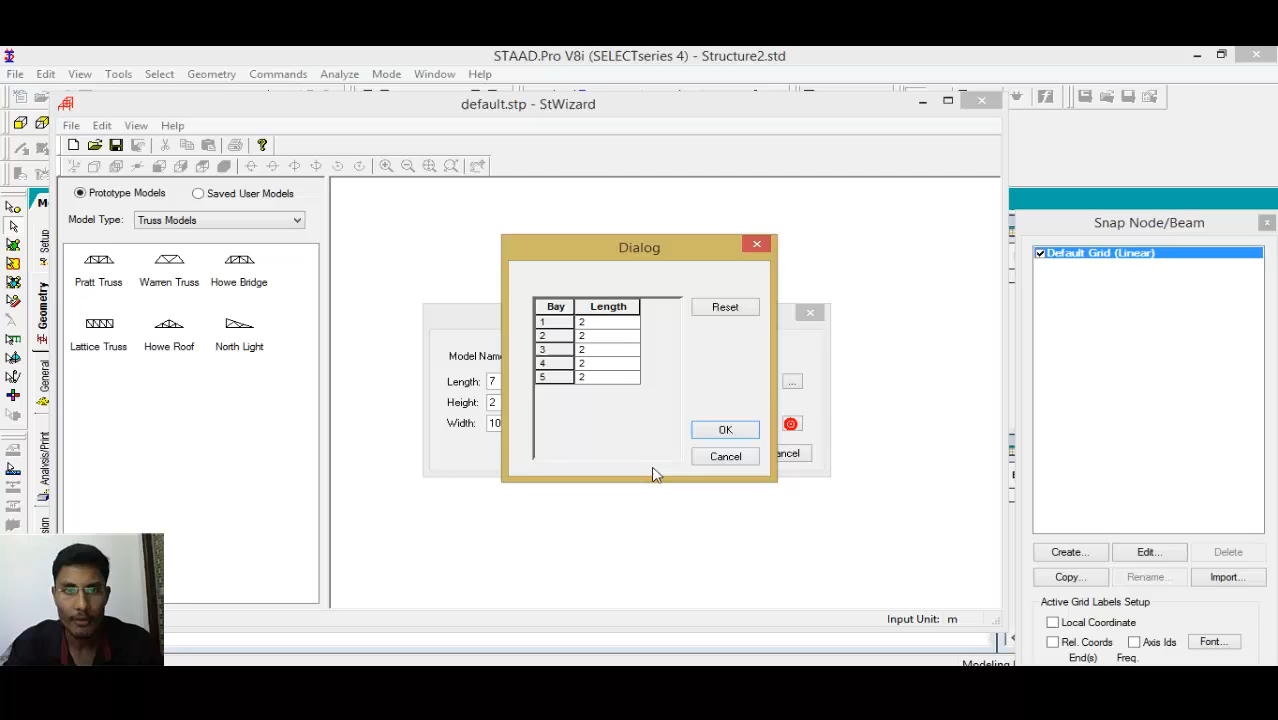 STAAD.Pro V8i (SELECTseries 4) - Structure2.std
File Edit View Tools Select Geometry Commands Analyze Mode Window Help
default.stp - StWizard
File Edit View Help
Prototype Models Saved User Models
Model Type: Truss Models
Pratt Truss Warren Truss Howe Bridge
Lattice Truss Howe Roof North Light
Setup
Geometry
General
Analysis/Print
Model Name
Length: 7
Height: 2
Width: 10
...
Dialog
Bay Length
1 2
2 2
3 2
4 2
5 2
Reset
OK
Cancel
ancel
Input Unit: m
Snap Node/Beam
Default Grid (Linear)
Create... Edit... Delete
Copy... Rename... Import...
Active Grid Labels Setup
Local Coordinate
Rel. Coords Axis Ids Font...
End(s) Freq.
Modeling